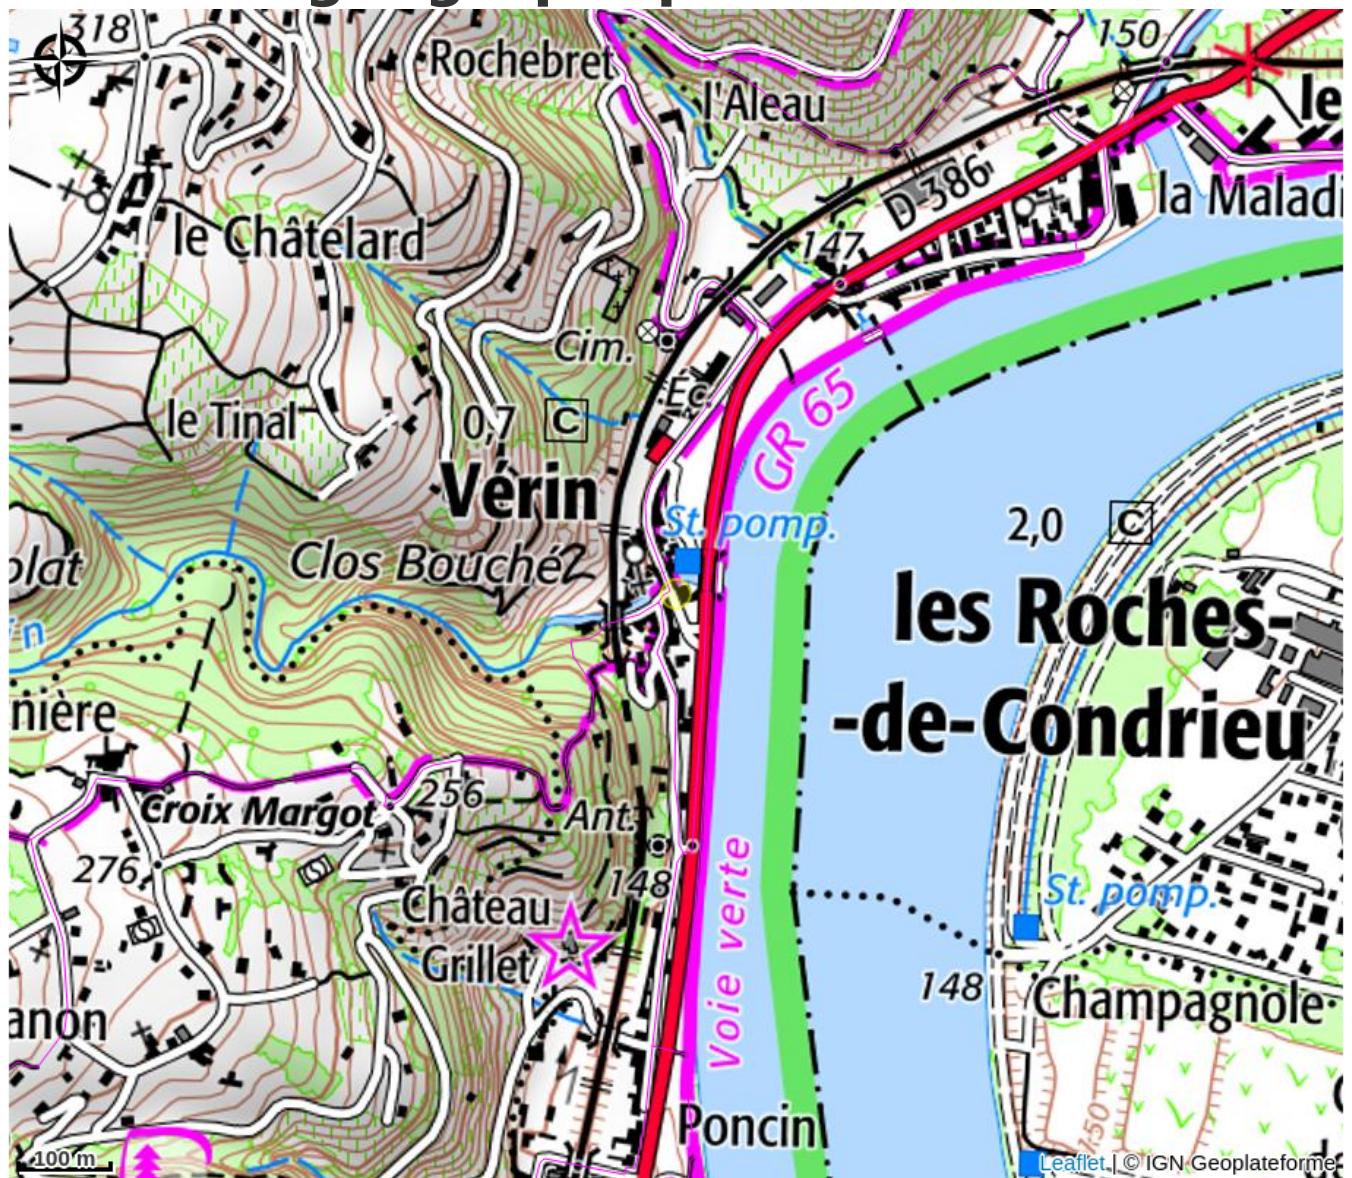 318
Rochebret
150
l'Aleau
le
D 386
la Maladi
le Châtelard
147
Cim.
Éc.
le Tinal
0,7
C
GR 65
Vérin
St. pomp.
2,0
C
Clos Bouché
olat
les Roches-
-de-Condrieu
n
nière
Croix Margot
256
Ant.
276
148
St. pomp.
Château
Grillet
Voie verte
148
Champagnole
anon
Poncin
150
100 m
Leaflet | © IGN Geoplateforme